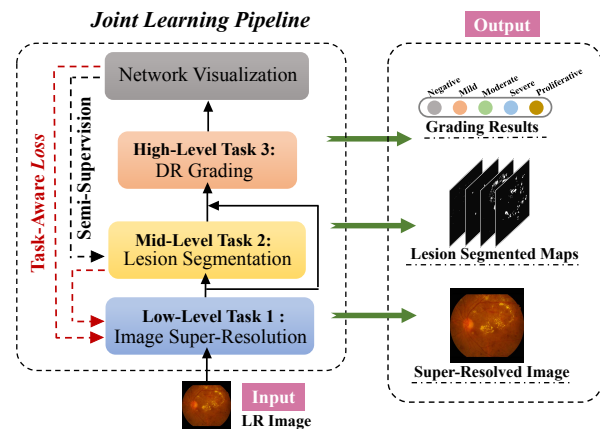 Joint Learning Pipeline
Output
Network Visualization
Negative
Mild
Moderate
Severe
Proliferative
Grading Results
High-Level Task 3:
DR Grading
Task-Aware Loss
Semi-Supervision
Mid-Level Task 2:
Lesion Segmentation
Lesion Segmented Maps
Low-Level Task 1 :
Image Super-Resolution
Super-Resolved Image
Input
LR Image